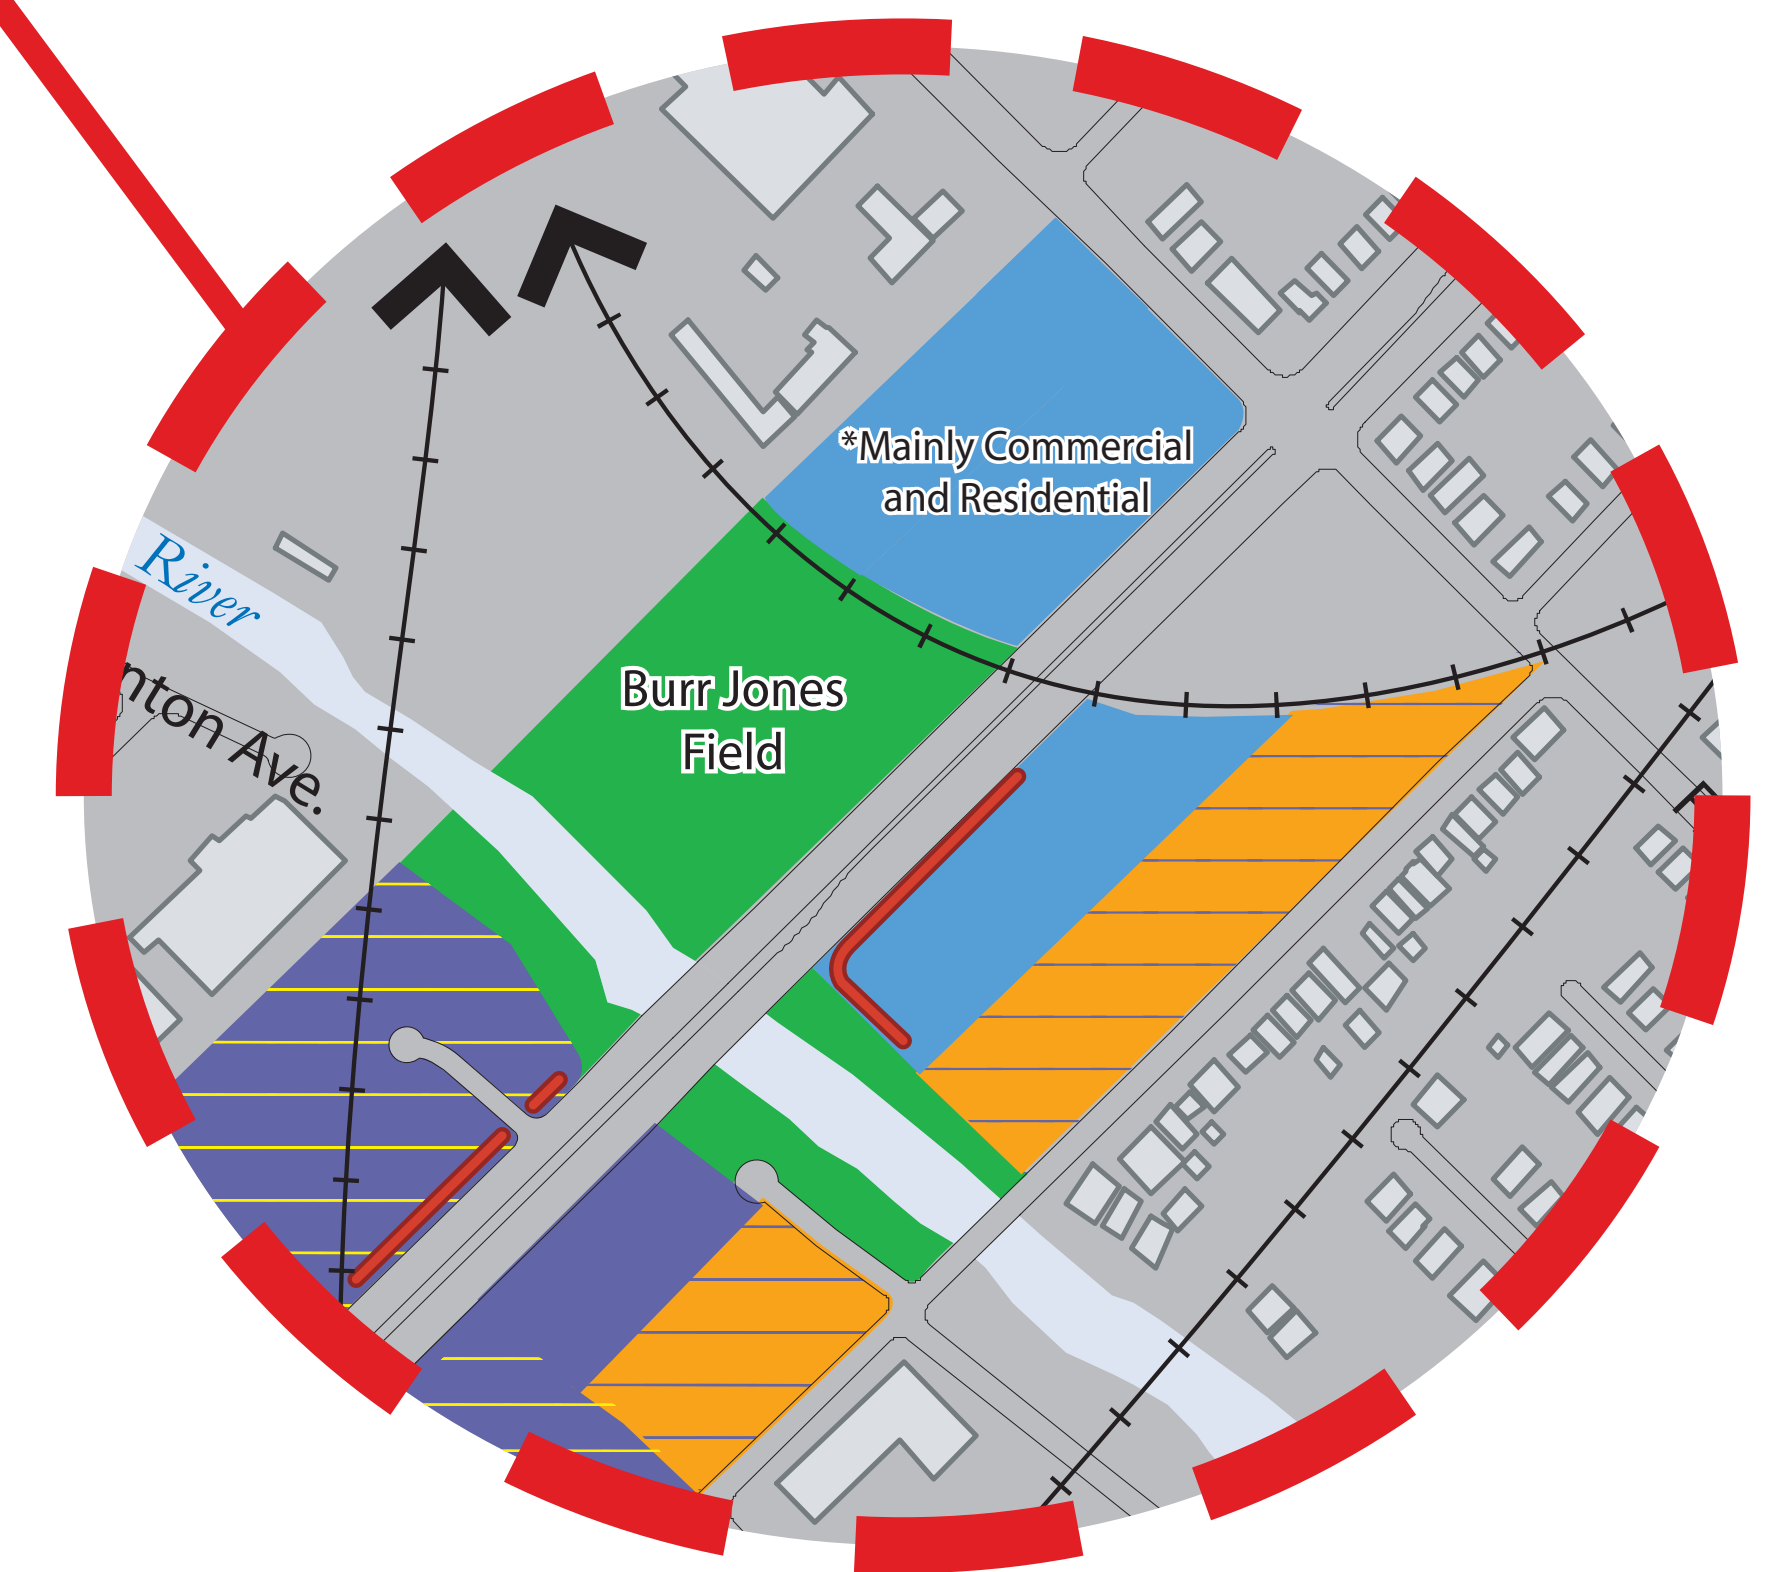 *Mainly Commercial
and Residential
River
Burr Jones
Field
nton Ave.